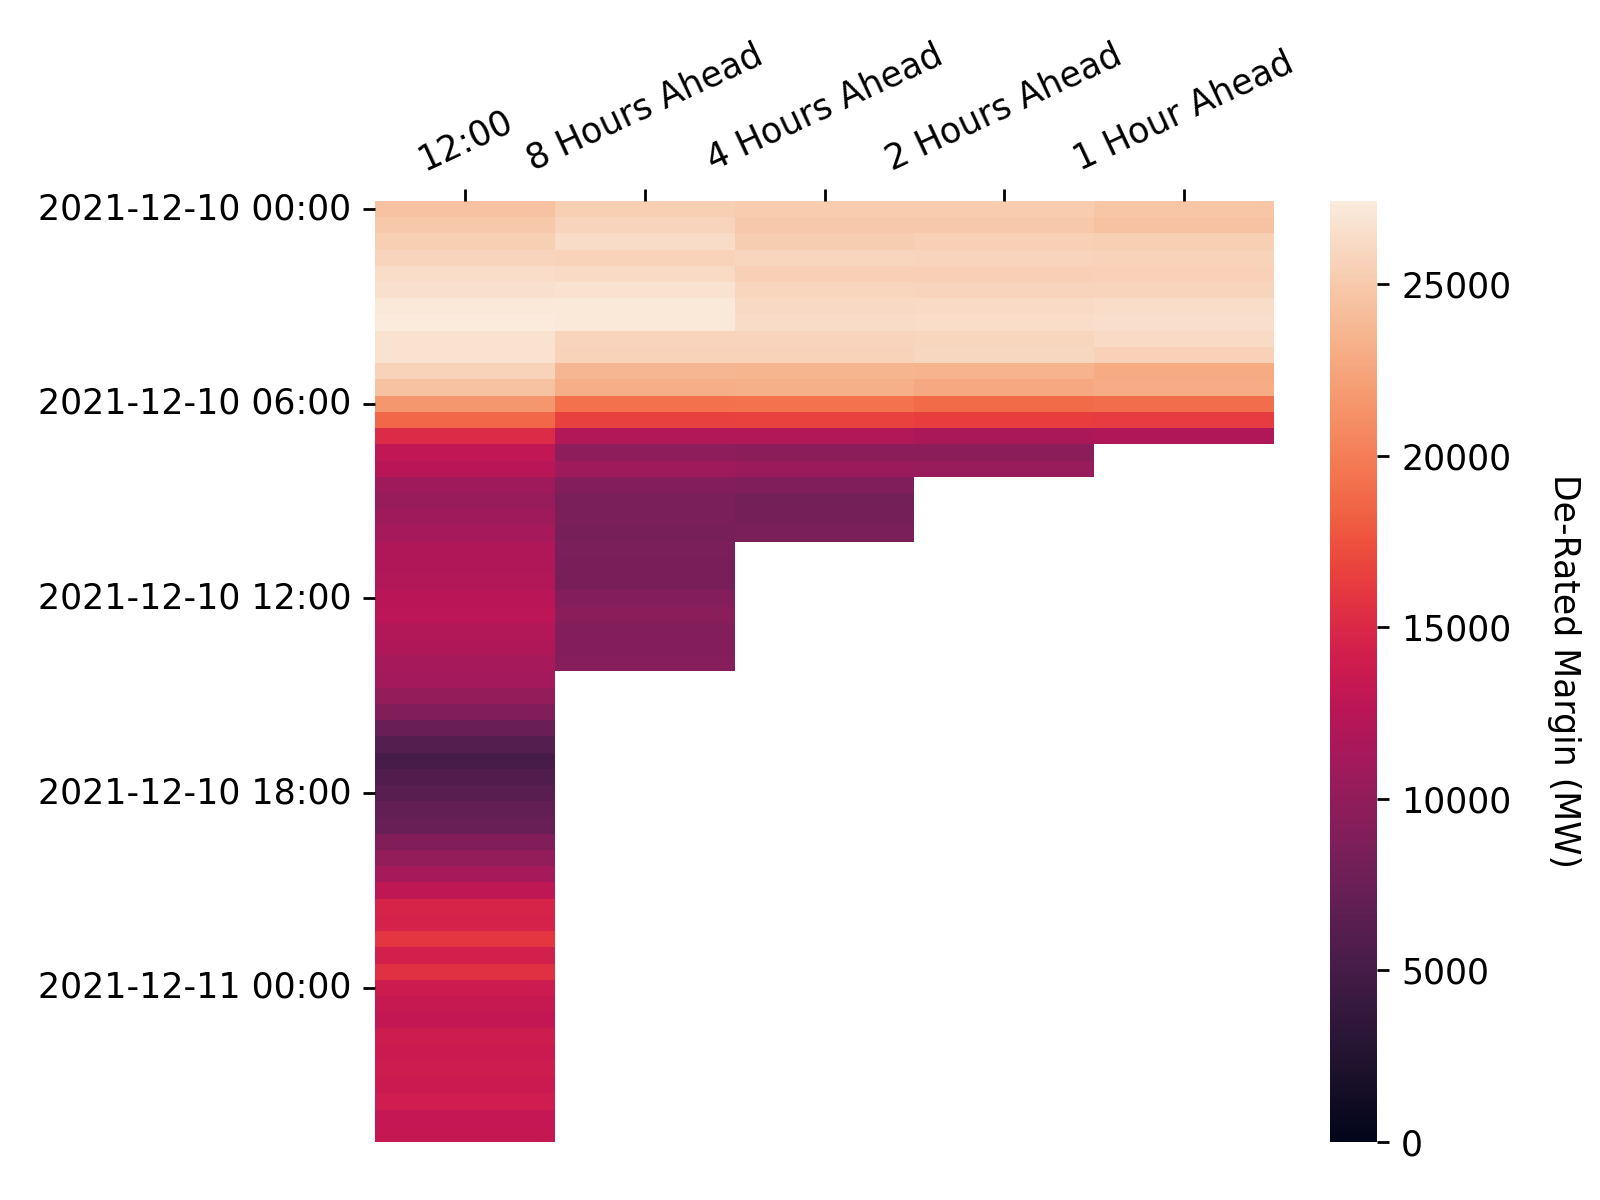 12:00
8 Hours Ahead
4 Hours Ahead
2 Hours Ahead
1 Hour Ahead
2021-12-10 00:00
2021-12-10 06:00
2021-12-10 12:00
2021-12-10 18:00
2021-12-11 00:00
25000
20000
15000
10000
5000
0
De-Rated Margin (MW)